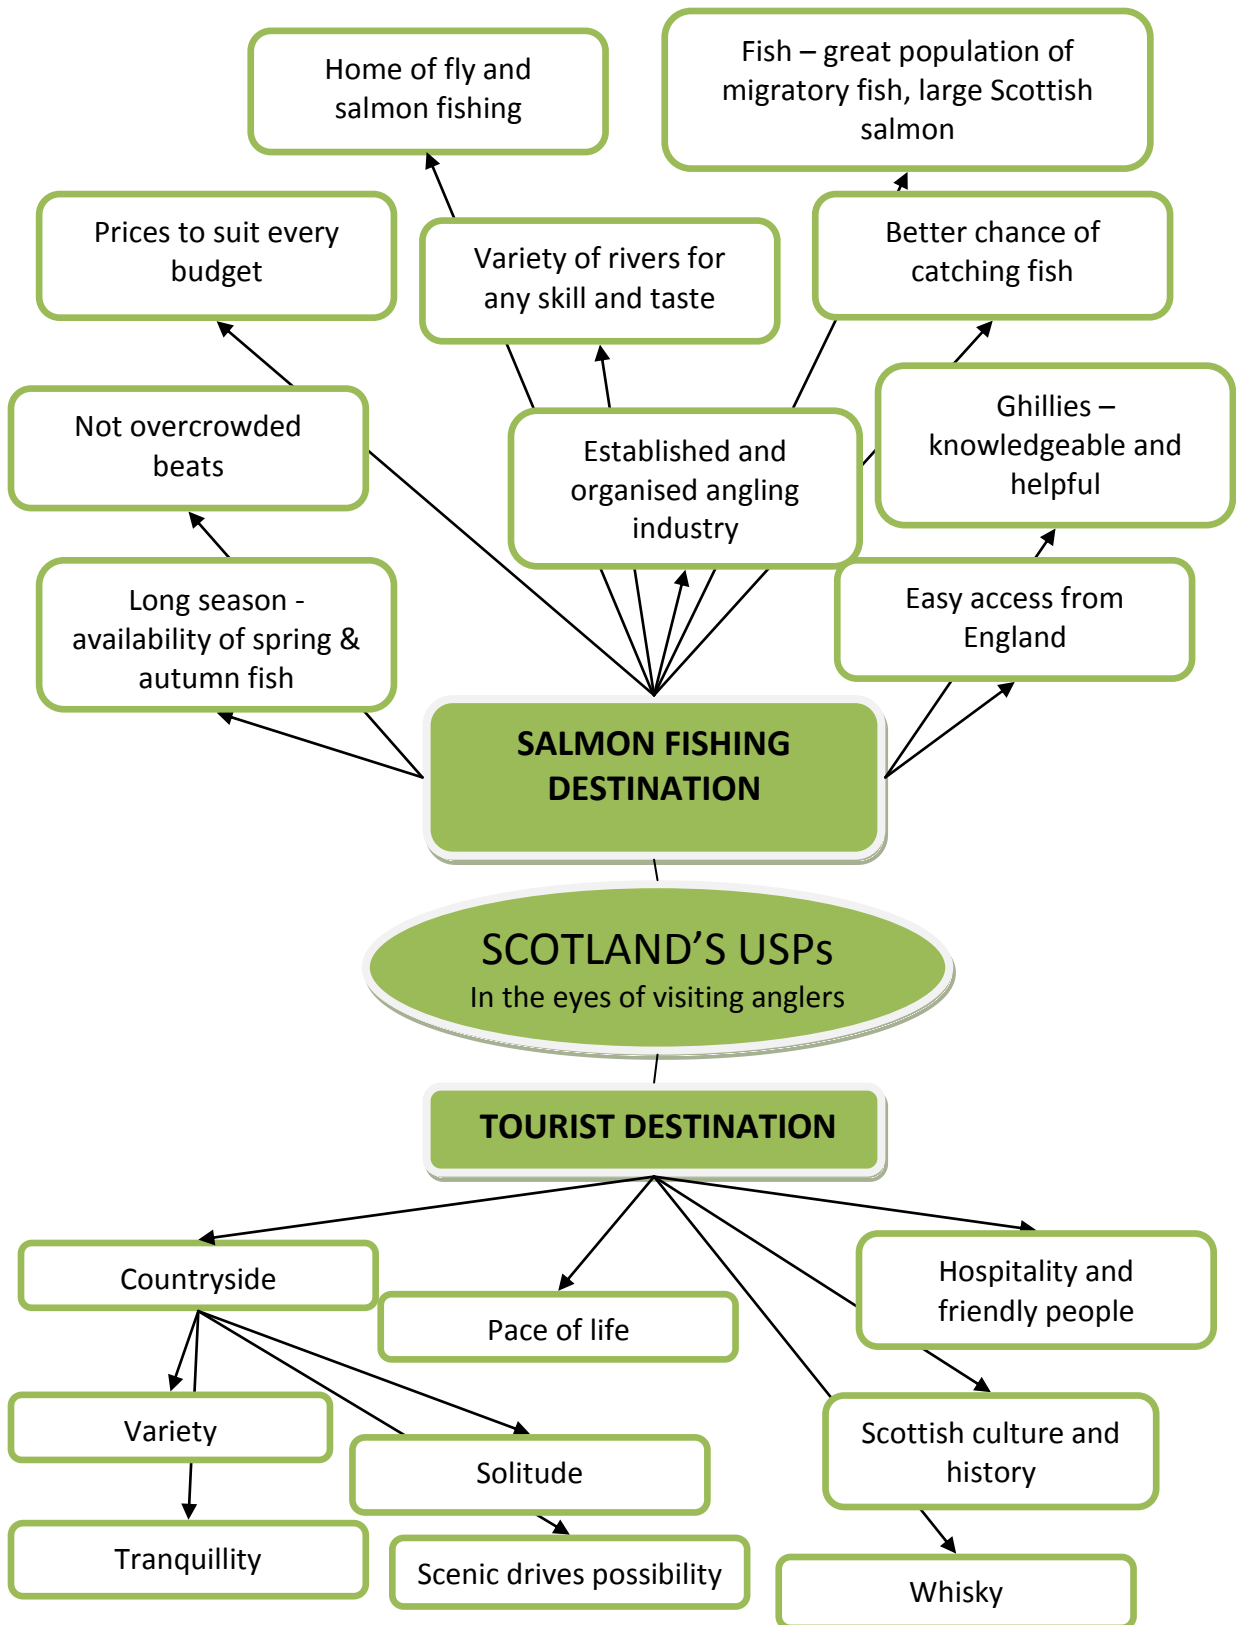 Home of fly and
salmon fishing
Fish – great population of
migratory fish, large Scottish
salmon
Prices to suit every
budget
Variety of rivers for
any skill and taste
Better chance of
catching fish
Not overcrowded
beats
Established and
organised angling
industry
Ghillies –
knowledgeable and
helpful
Long season -
availability of spring &
autumn fish
Easy access from
England
SALMON FISHING
DESTINATION
SCOTLAND’S USPs
In the eyes of visiting anglers
TOURIST DESTINATION
Countryside
Pace of life
Hospitality and
friendly people
Variety
Solitude
Scottish culture and
history
Tranquillity
Scenic drives possibility
Whisky